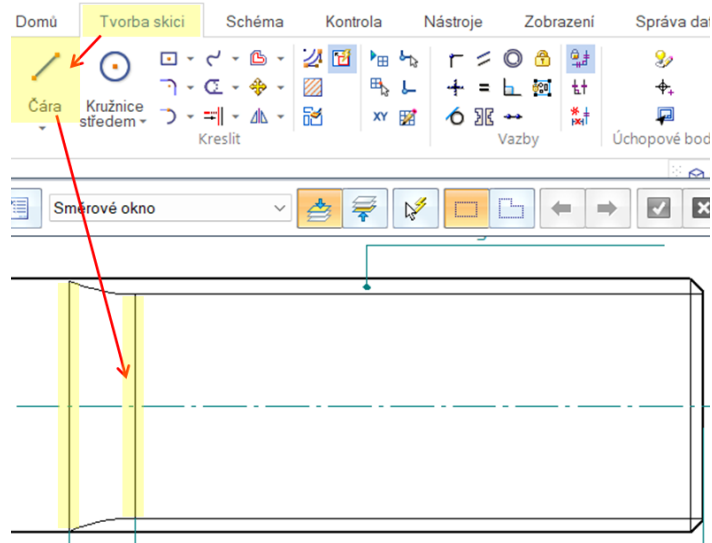 Domů Tvorba skici Schéma Kontrola Nástroje Zobrazení Správa dat
Čára
Kružnice
středem
XY
Kreslit Vazby Úchopové bod
Směrové okno